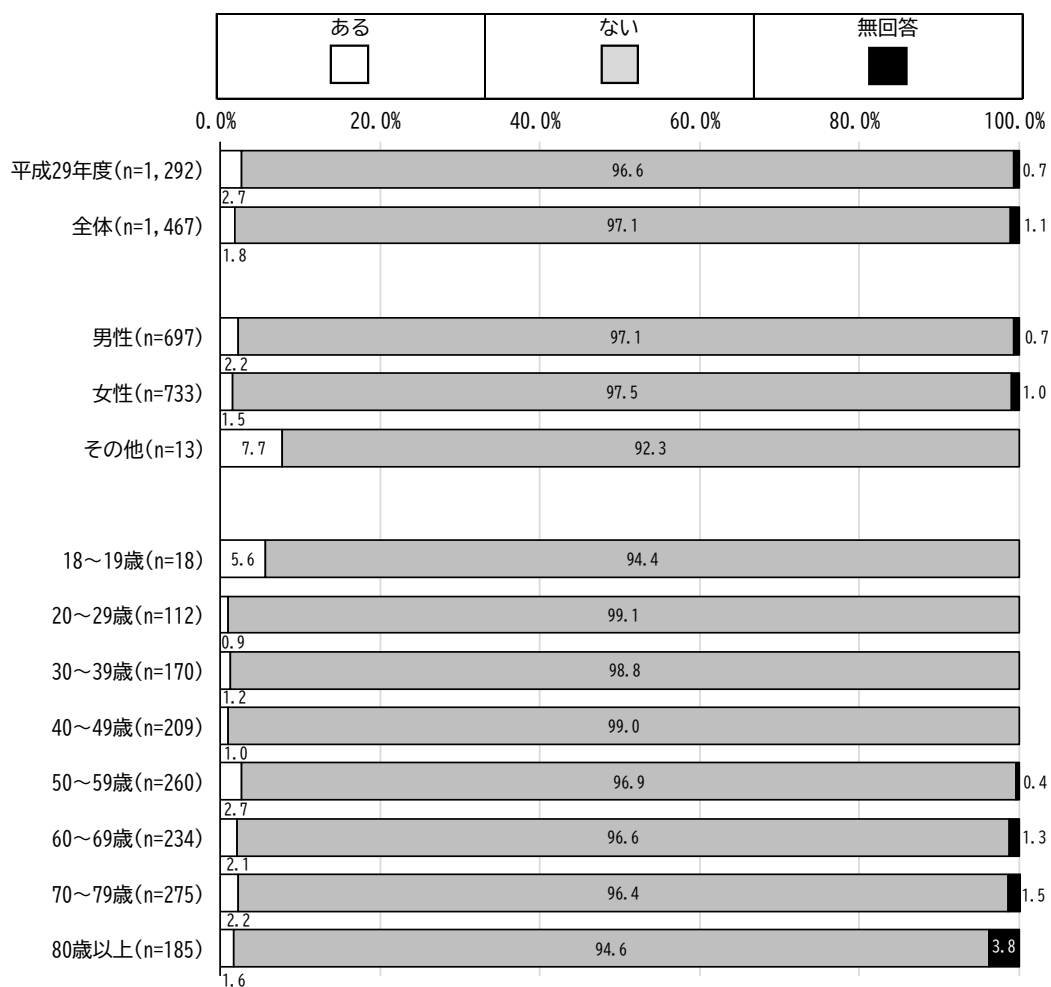 ある ない 無回答
0.0% 20.0% 40.0% 60.0% 80.0% 100.0%
平成29年度(n=1,292) 96.6 0.7
2.7
全体(n=1,467) 97.1 1.1
1.8
男性(n=697) 97.1 0.7
2.2
女性(n=733) 97.5 1.0
1.5
その他(n=13) 7.7 92.3
18～19歳(n=18) 5.6 94.4
20～29歳(n=112) 99.1
0.9
30～39歳(n=170) 98.8
1.2
40～49歳(n=209) 99.0
1.0
50～59歳(n=260) 96.9 0.4
2.7
60～69歳(n=234) 96.6 1.3
2.1
70～79歳(n=275) 96.4 1.5
2.2
80歳以上(n=185) 94.6 3.8
1.6